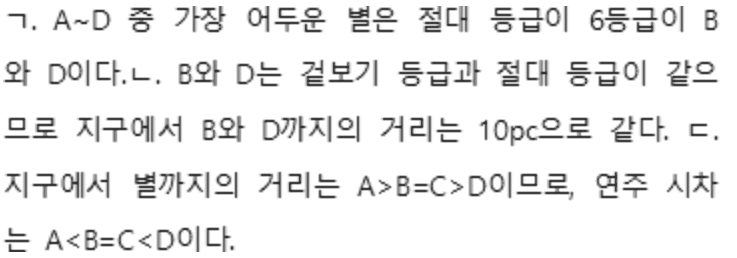 ㄱ. A~D 중 가장 어두운 별은 절대 등급이 6등급이 B
와 D이다.ㄴ. B와 D는 겉보기 등급과 절대 등급이 같으
므로 지구에서 B와 D까지의 거리는 10pc으로 같다. ㄷ.
지구에서 별까지의 거리는 A>B=C>D이므로, 연주 시차
는 A<B=C<D이다.